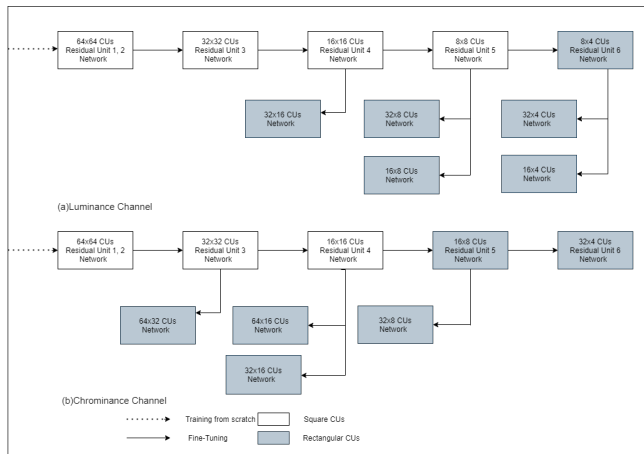 64x64 CUs
Residual Unit 1, 2
Network
32x32 CUs
Residual Unit 3
Network
16x16 CUs
Residual Unit 4
Network
8x8 CUs
Residual Unit 5
Network
8x4 CUs
Residual Unit 6
Network
32x16 CUs
Network
32x8 CUs
Network
32x4 CUs
Network
16x8 CUs
Network
16x4 CUs
Network
(a)Luminance Channel
64x64 CUs
Residual Unit 1, 2
Network
32x32 CUs
Residual Unit 3
Network
16x16 CUs
Residual Unit 4
Network
16x8 CUs
Residual Unit 5
Network
32x4 CUs
Residual Unit 6
Network
64x32 CUs
Network
64x16 CUs
Network
32x8 CUs
Network
32x16 CUs
Network
(b)Chrominance Channel
Training from scratch
Square CUs
Fine-Tuning
Rectangular CUs